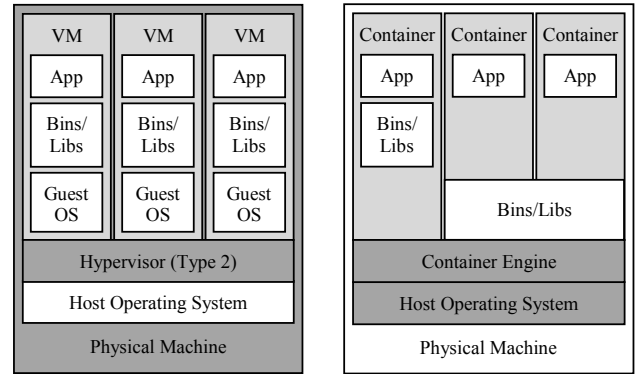 VM VM VM
App App App
Bins/ Bins/ Bins/
Libs Libs Libs
Guest Guest Guest
OS OS OS
Hypervisor (Type 2)
Host Operating System
Physical Machine
Container Container Container
App App App
Bins/
Libs
Bins/Libs
Container Engine
Host Operating System
Physical Machine